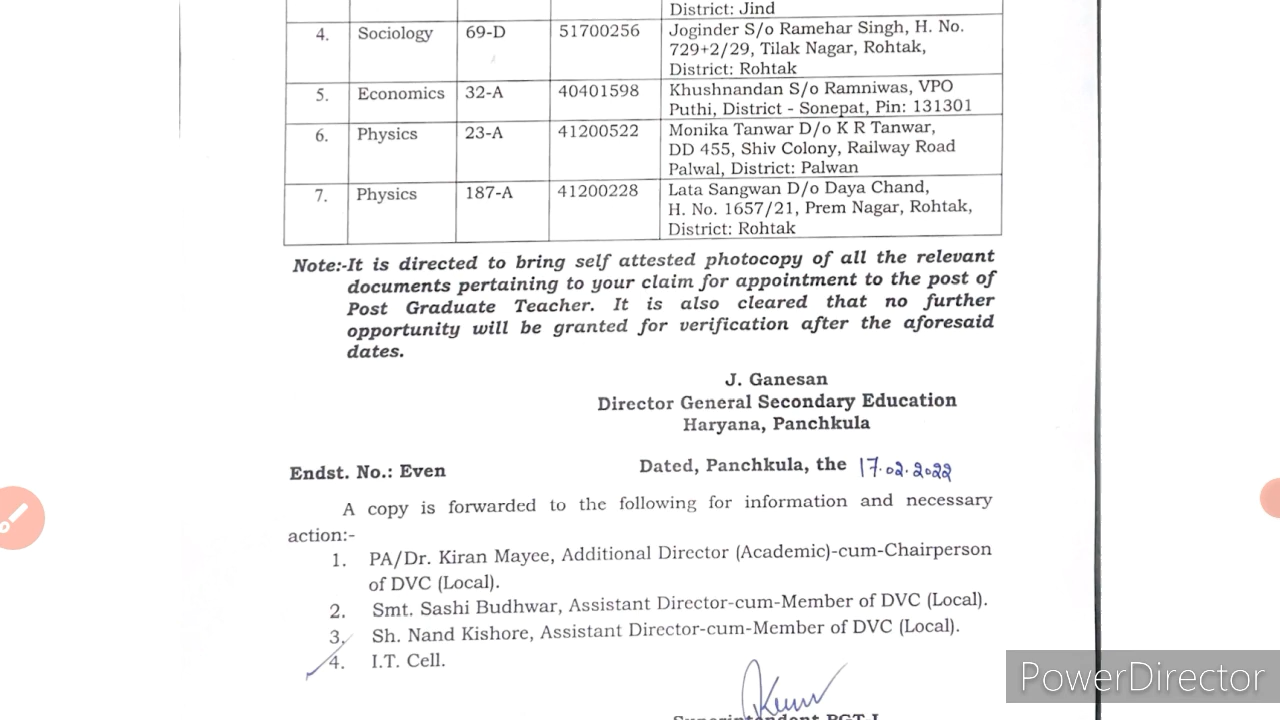 District: Jind
4. Sociology 69-D 51700256 Joginder S/o Ramehar Singh, H. No.
729+2/29, Tilak Nagar, Rohtak,
District: Rohtak
5. Economics 32-A 40401598 Khushnandan S/o Ramniwas, VPO
Puthi, District - Sonepat, Pin: 131301
6. Physics 23-A 41200522 Monika Tanwar D/o K R Tanwar,
DD 455, Shiv Colony, Railway Road
Palwal, District: Palwan
7. Physics 187-A 41200228 Lata Sangwan D/o Daya Chand,
H. No. 1657/21, Prem Nagar, Rohtak,
District: Rohtak
Note:-It is directed to bring self attested photocopy of all the relevant
documents pertaining to your claim for appointment to the post of
Post Graduate Teacher. It is also cleared that no further
opportunity will be granted for verification after the aforesaid
dates.
J. Ganesan
Director General Secondary Education
Haryana, Panchkula
Endst. No.: Even Dated, Panchkula, the 17.02.2022
A copy is forwarded to the following for information and necessary
action:-
1. PA/Dr. Kiran Mayee, Additional Director (Academic)-cum-Chairperson
of DVC (Local).
2. Smt. Sashi Budhwar, Assistant Director-cum-Member of DVC (Local).
3. Sh. Nand Kishore, Assistant Director-cum-Member of DVC (Local).
4. I.T. Cell.
Superintendent PGT-I
PowerDirector